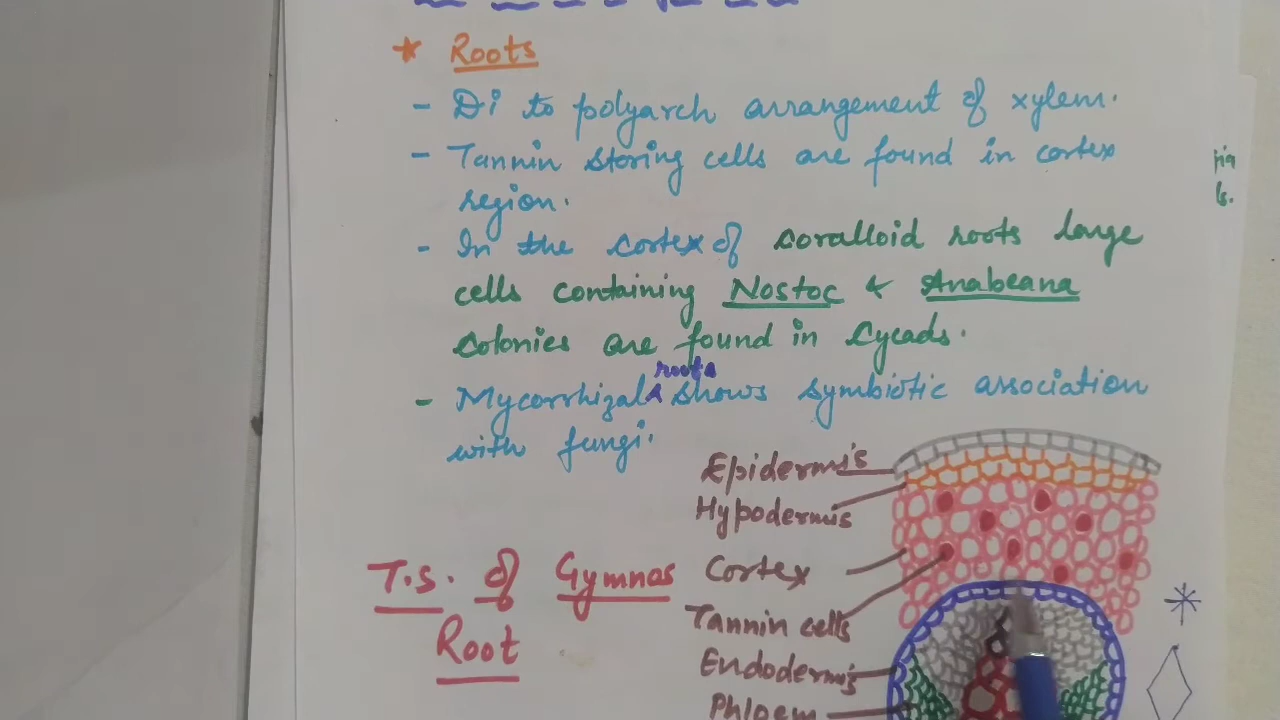 * Roots
- Di to polyarch arrangement of xylem.
- Tannin storing cells are found in cortex
region.
- In the cortex of coralloid roots large
cells containing Nostoc & Anabeana
colonies are found in Cycads.
- Mycorrhizal roots shows symbiotic association
with fungi.
Epidermis
Hypodermis
T.S. of Gymnos
Root
Cortex
Tannin cells
Endodermis
Phloem